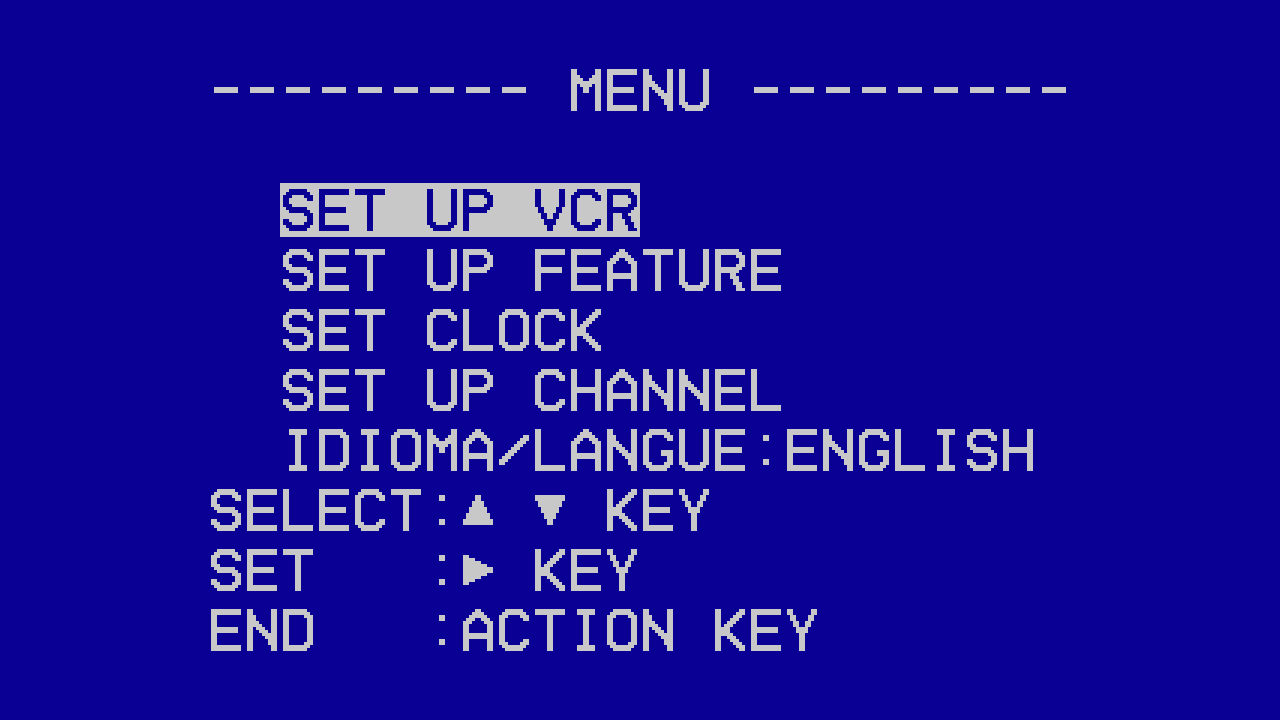 --------- MENU ---------
SET UP VCR
SET UP FEATURE
SET CLOCK
SET UP CHANNEL
IDIOMA/LANGUE:ENGLISH
SELECT:▲ ▼ KEY
SET   :► KEY
END   :ACTION KEY